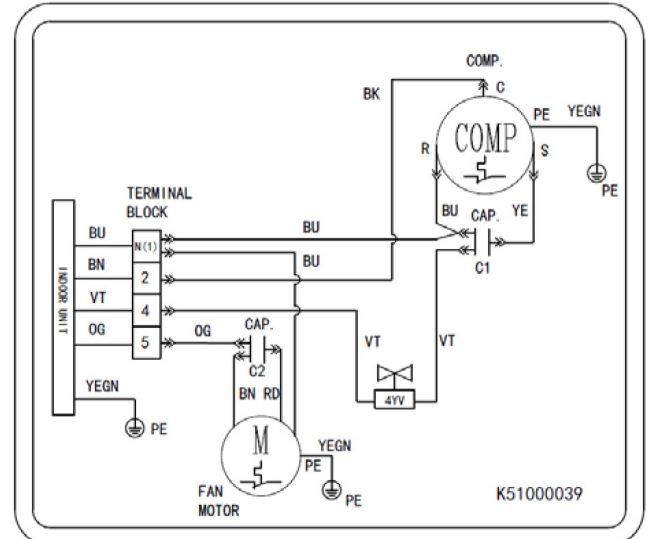 COMP.
BK
C
PE YEGN
COMP
R
S
PE
TERMINAL
BLOCK
BU
BU
BU CAP. YE
N(1)
BU
BN
C1
2
INDOOR UNIT
VT
4
OG
OG
CAP.
VT
VT
5
C2
YEGN
BN RD
4YV
PE
M
YEGN
PE
FAN
MOTOR
PE
K51000039